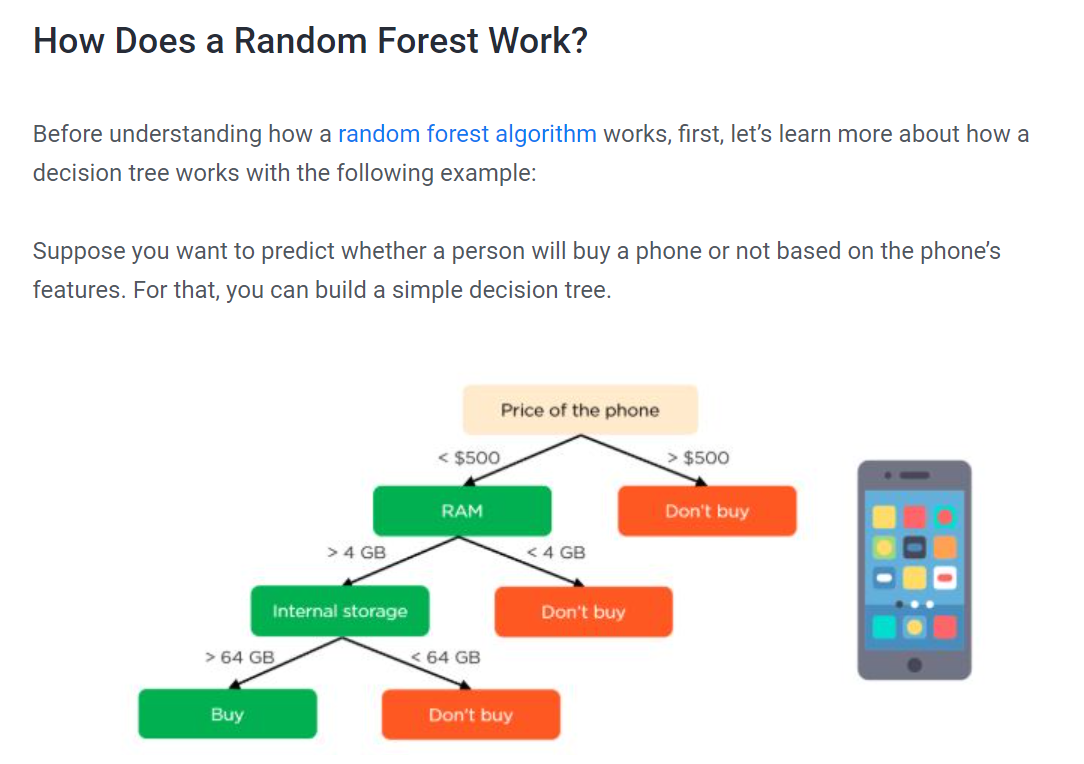 How Does a Random Forest Work?
Before understanding how a random forest algorithm works, first, let’s learn more about how a
decision tree works with the following example:
Suppose you want to predict whether a person will buy a phone or not based on the phone’s
features. For that, you can build a simple decision tree.
Price of the phone
< $500
> $500
RAM
Don't buy
> 4 GB
< 4 GB
Internal storage
Don't buy
> 64 GB
< 64 GB
Buy
Don't buy